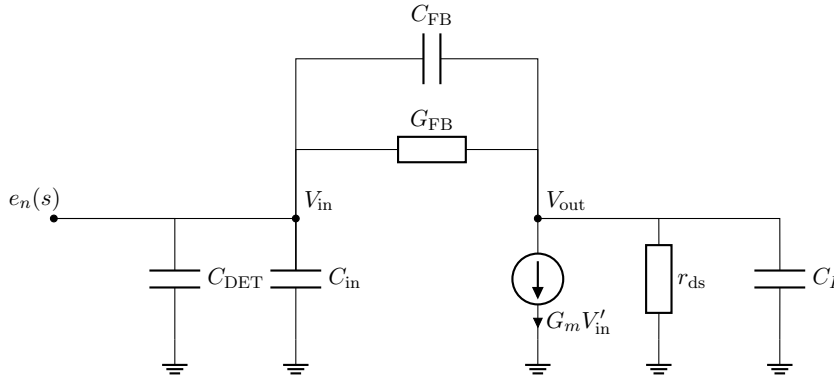 C_FB
G_FB
e_n(s)
V_in
V_out
C_DET
C_in
G_m V'_in
r_ds